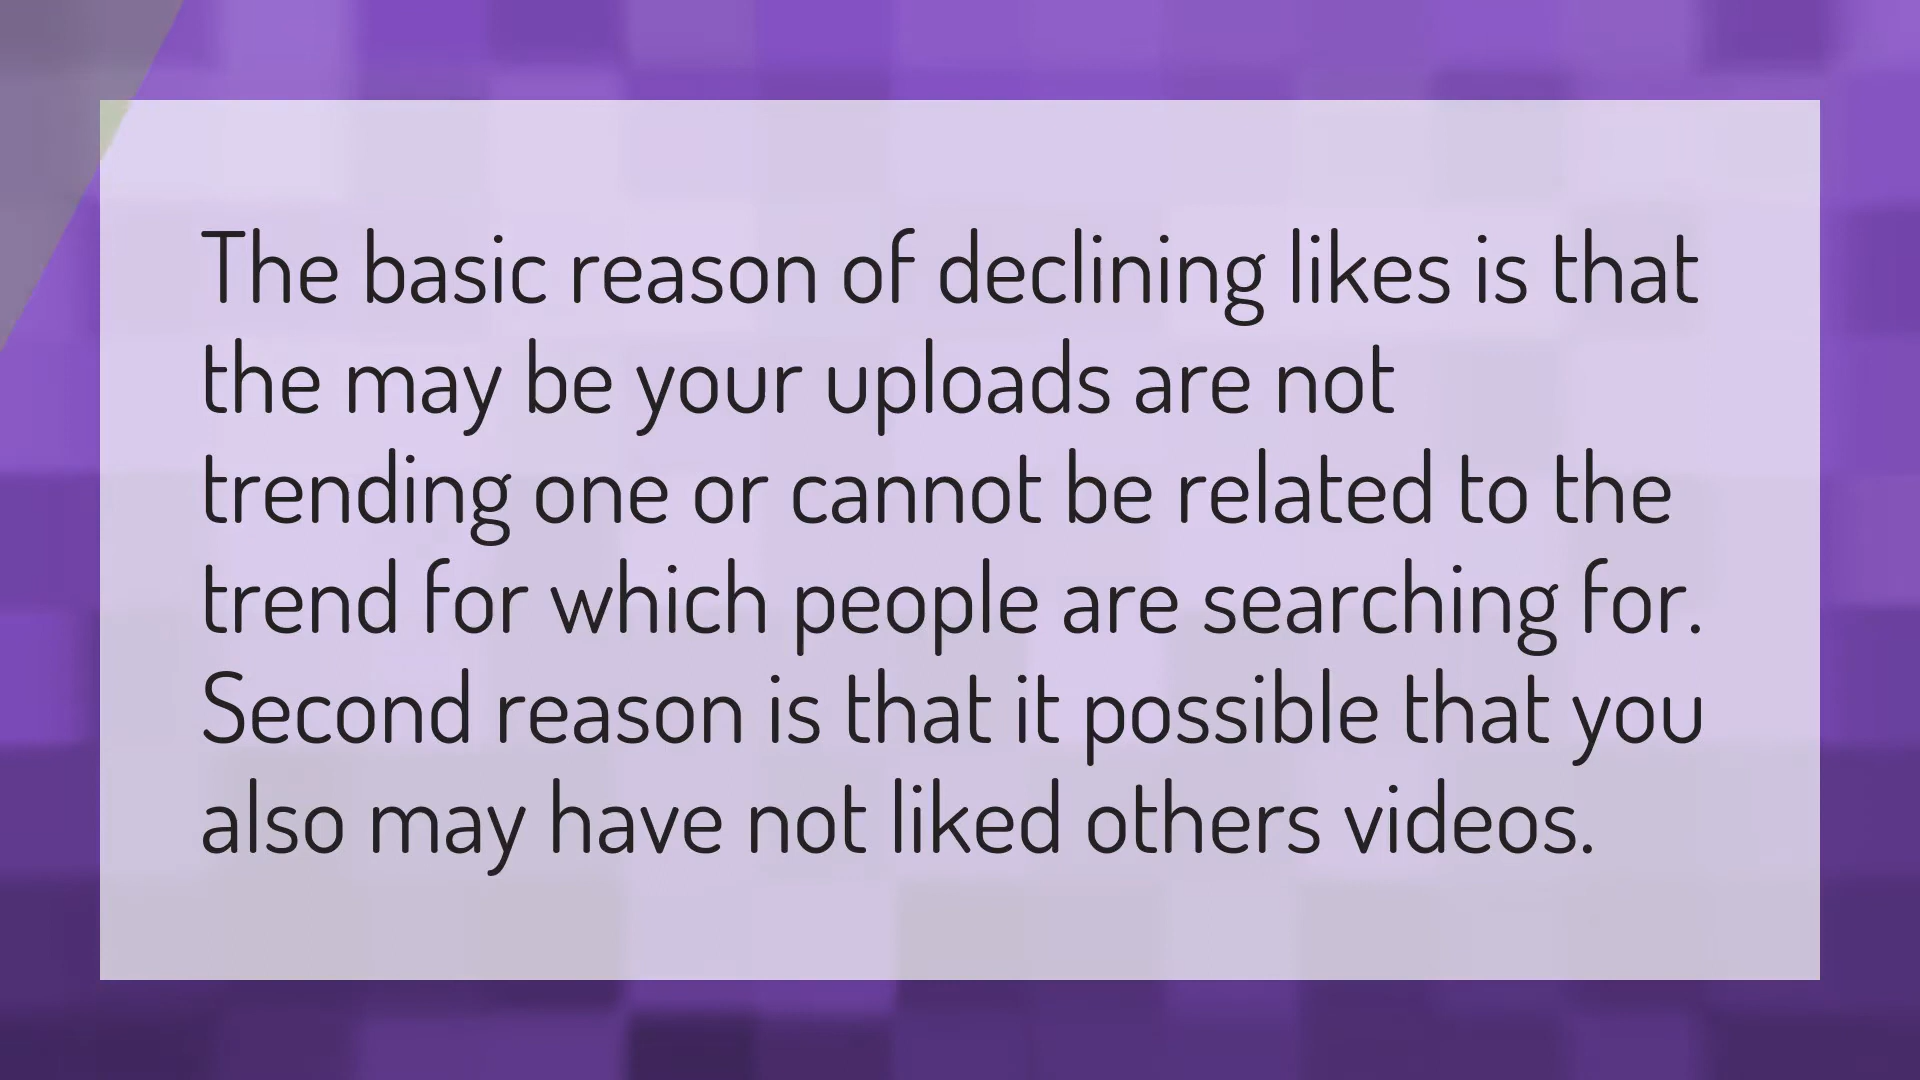 The basic reason of declining likes is that
the may be your uploads are not
trending one or cannot be related to the
trend for which people are searching for.
Second reason is that it possible that you
also may have not liked others videos.